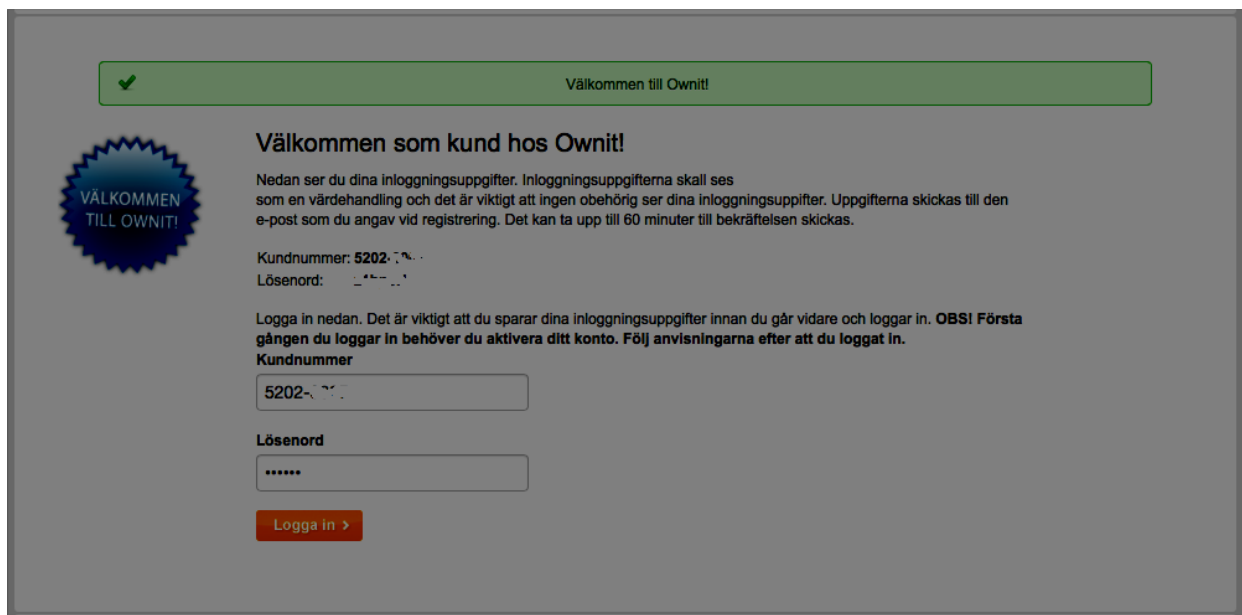 Välkommen till Ownit!
VÄLKOMMEN
TILL OWNIT!
Välkommen som kund hos Ownit!
Nedan ser du dina inloggningsuppgifter. Inloggningsuppgifterna skall ses
som en värdehandling och det är viktigt att ingen obehörig ser dina inloggningsuppifter. Uppgifterna skickas till den
e-post som du angav vid registrering. Det kan ta upp till 60 minuter till bekräftelsen skickas.
Kundnummer: 5202-
Lösenord:
Logga in nedan. Det är viktigt att du sparar dina inloggningsuppgifter innan du går vidare och loggar in. OBS! Första
gången du loggar in behöver du aktivera ditt konto. Följ anvisningarna efter att du loggat in.
Kundnummer
5202-
Lösenord
••••••
Logga in >